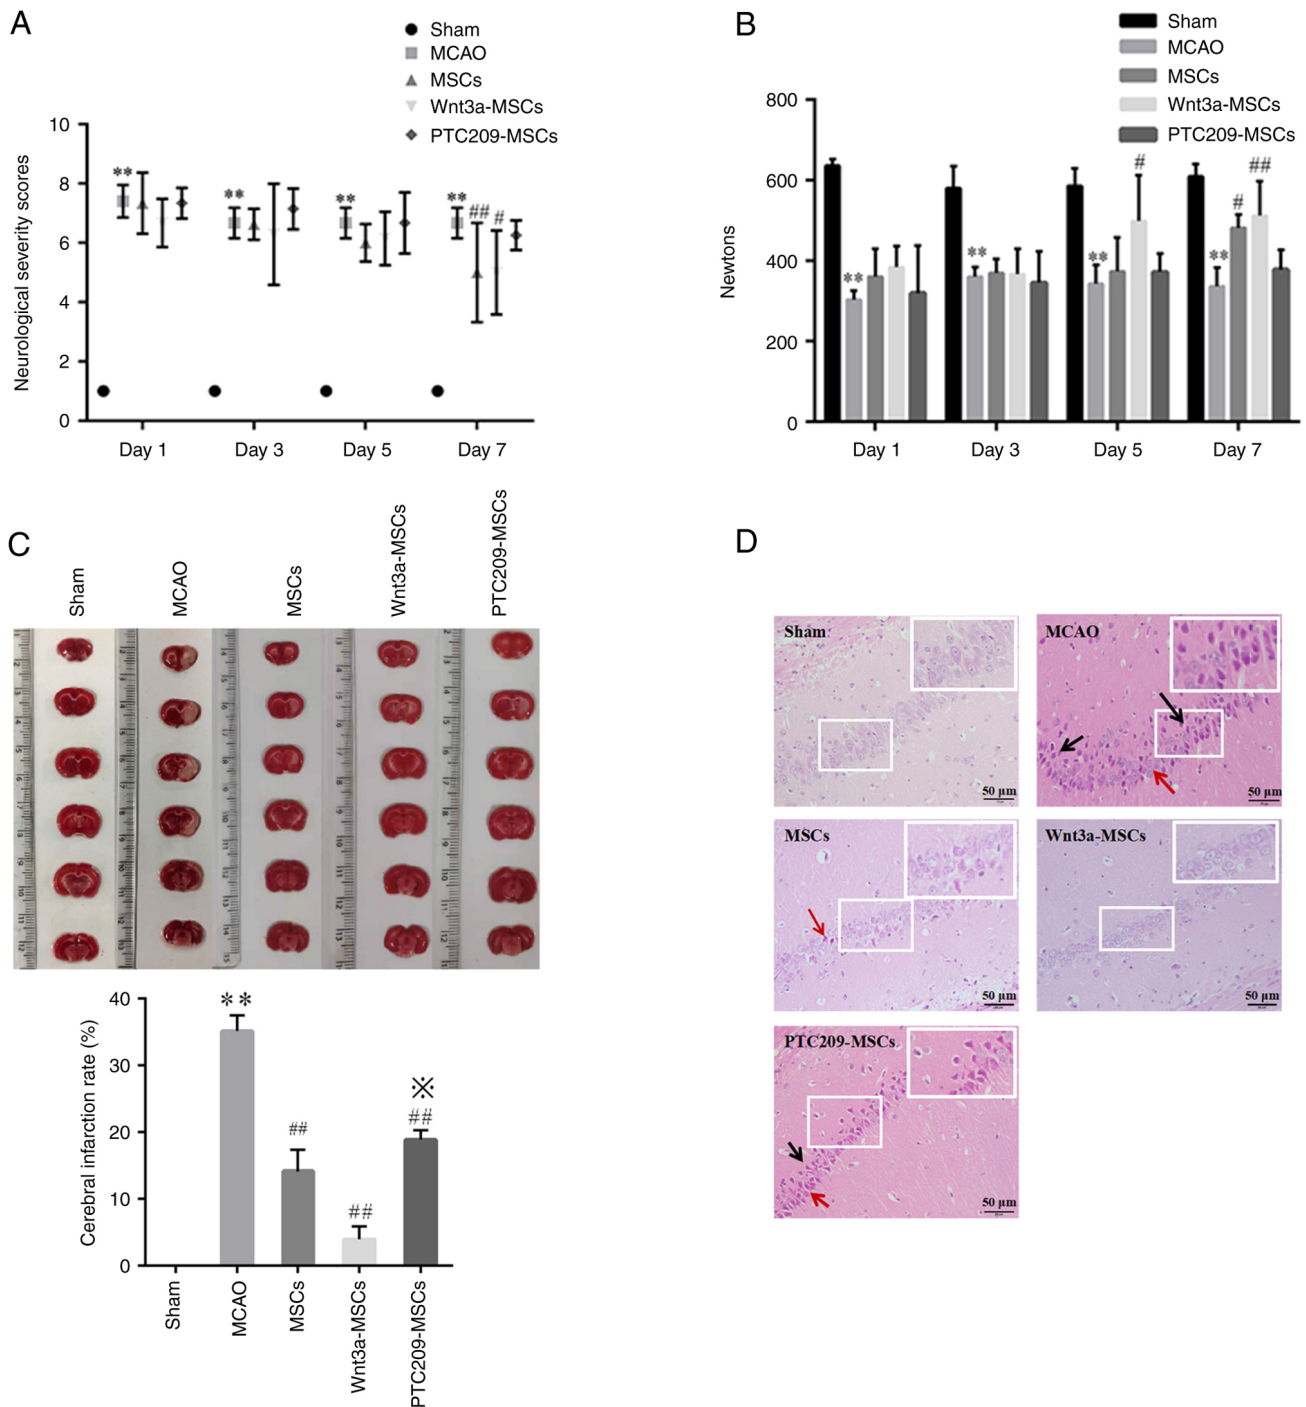 A
Sham
MCAO
MSCs
Wnt3a-MSCs
PTC209-MSCs
Neurological severity scores
10
8
6
4
2
0
**
**
**
**
##
#
Day 1
Day 3
Day 5
Day 7
B
Sham
MCAO
MSCs
Wnt3a-MSCs
PTC209-MSCs
Newtons
800
600
400
200
0
**
**
**
#
**
#
##
Day 1
Day 3
Day 5
Day 7
C
Sham
MCAO
MSCs
Wnt3a-MSCs
PTC209-MSCs
Cerebral infarction rate (%)
40
30
20
10
0
**
##
##
※
##
Sham
MCAO
MSCs
Wnt3a-MSCs
PTC209-MSCs
D
Sham
50 µm
MCAO
50 µm
MSCs
50 µm
Wnt3a-MSCs
50 µm
PTC209-MSCs
50 µm